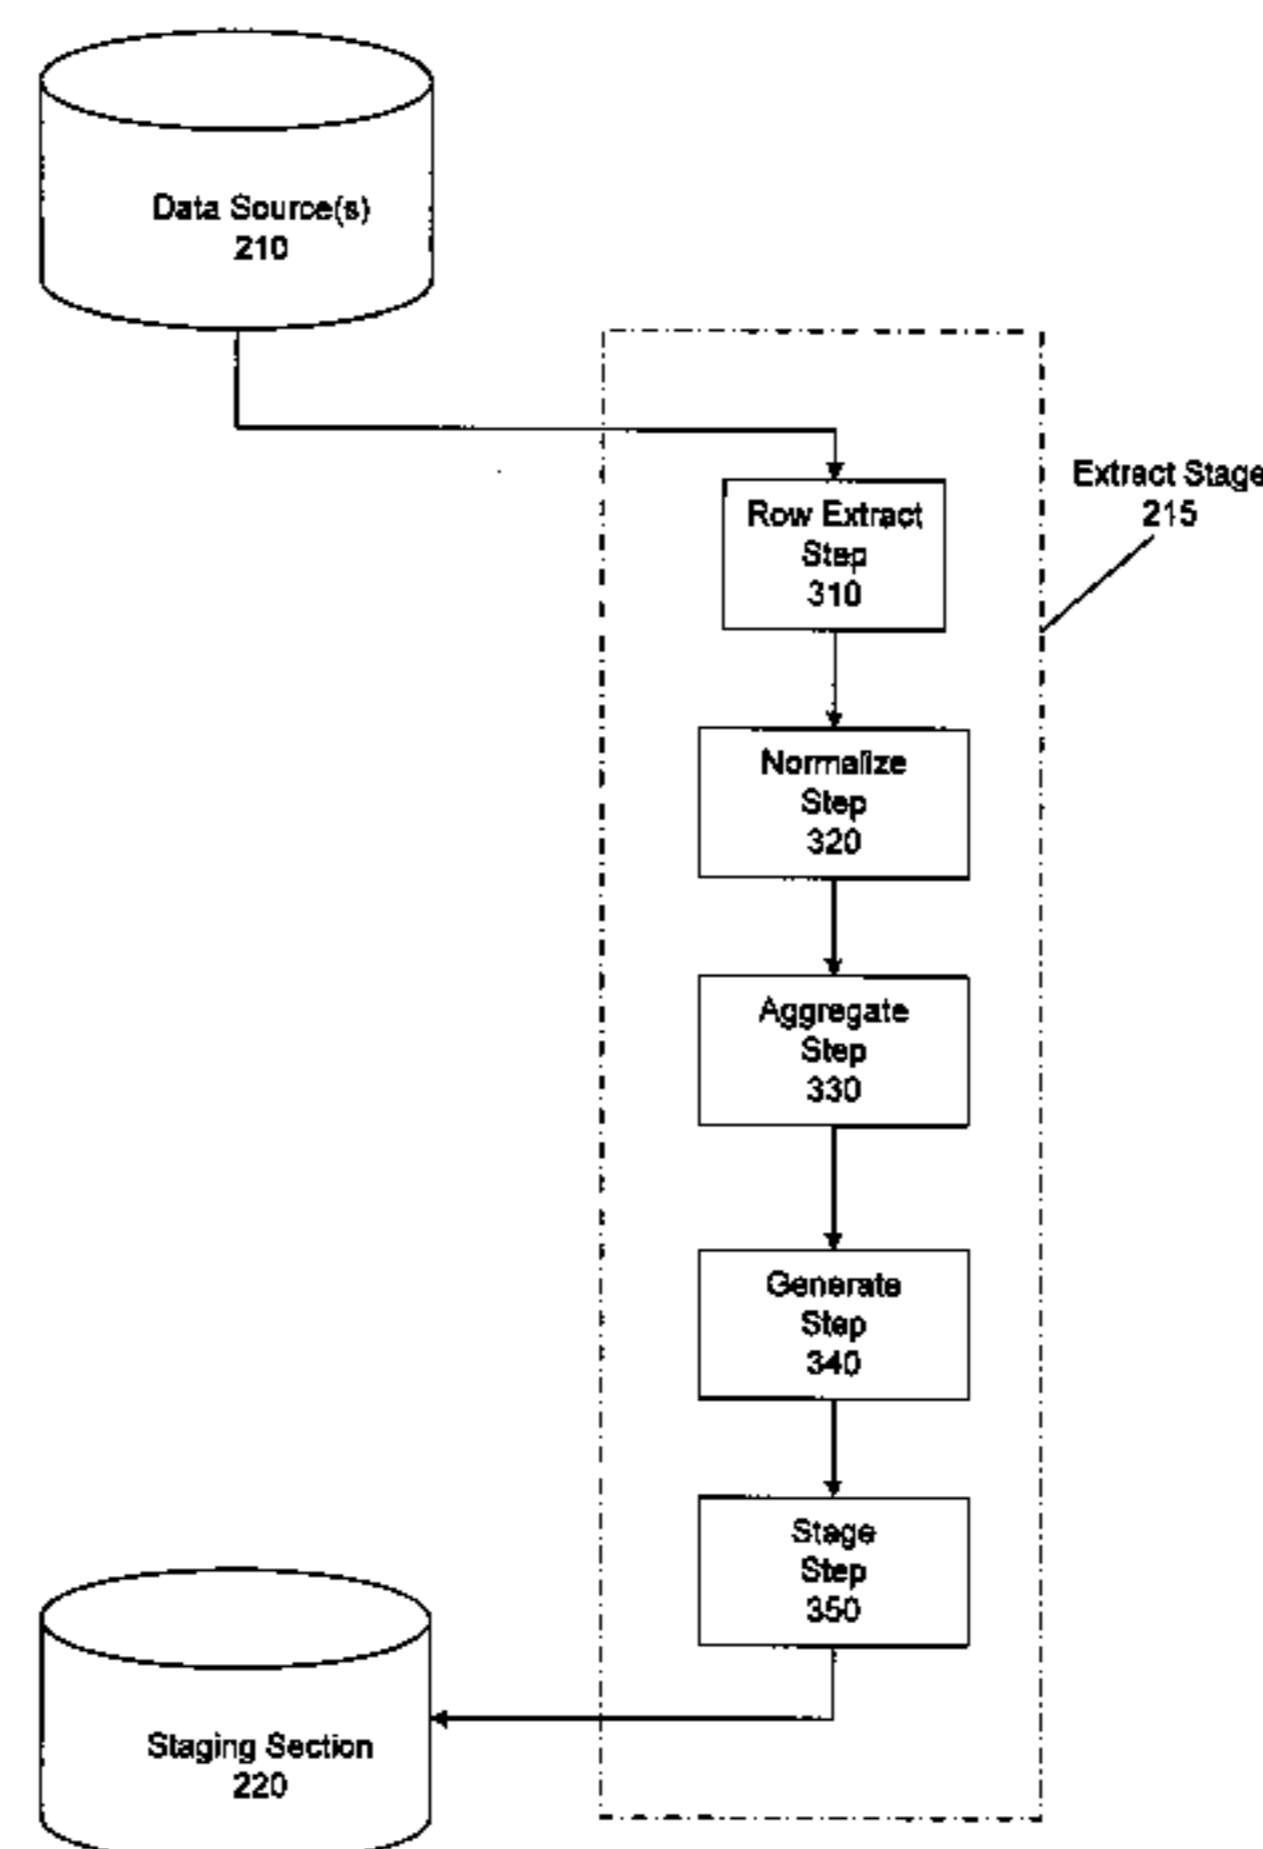 Data Source(s)
210
Extract Stage
215
Row Extract
Step
310
Normalize
Step
320
Aggregate
Step
330
Generate
Step
340
Stage
Step
350
Staging Section
220